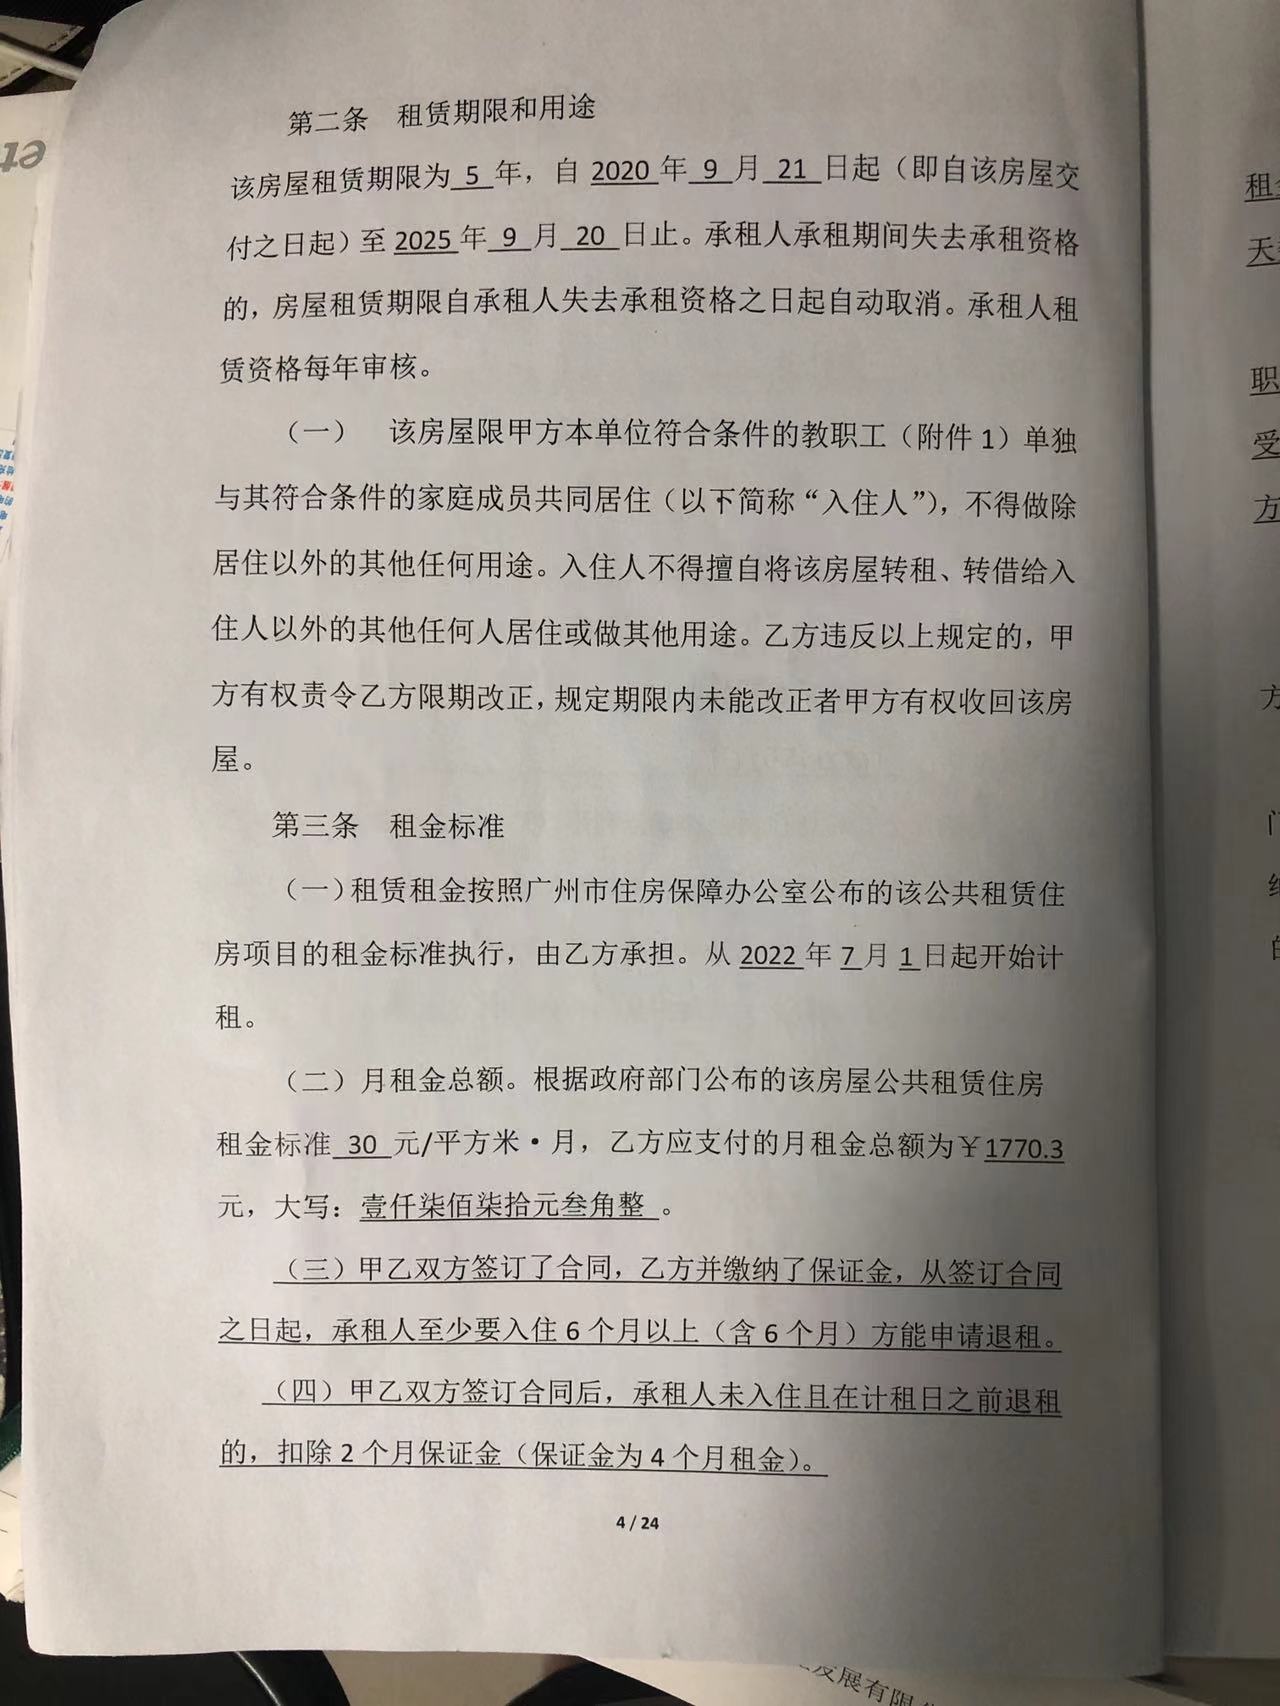 第二条 租赁期限和用途
该房屋租赁期限为 5 年，自 2020 年 9 月 21 日起（即自该房屋交
付之日起）至 2025 年 9 月 20 日止。承租人承租期间失去承租资格
的，房屋租赁期限自承租人失去承租资格之日起自动取消。承租人租
赁资格每年审核。
（一） 该房屋限甲方本单位符合条件的教职工（附件 1）单独
与其符合条件的家庭成员共同居住（以下简称“入住人”），不得做除
居住以外的其他任何用途。入住人不得擅自将该房屋转租、转借给入
住人以外的其他任何人居住或做其他用途。乙方违反以上规定的，甲
方有权责令乙方限期改正，规定期限内未能改正者甲方有权收回该房
屋。
第三条 租金标准
（一）租赁租金按照广州市住房保障办公室公布的该公共租赁住
房项目的租金标准执行，由乙方承担。从 2022 年 7 月 1 日起开始计
租。
（二）月租金总额。根据政府部门公布的该房屋公共租赁住房
租金标准 30 元/平方米·月，乙方应支付的月租金总额为￥1770.3
元，大写：壹仟柒佰柒拾元叁角整 。
（三）甲乙双方签订了合同，乙方并缴纳了保证金，从签订合同
之日起，承租人至少要入住 6 个月以上（含 6 个月）方能申请退租。
（四）甲乙双方签订合同后，承租人未入住且在计租日之前退租
的，扣除 2 个月保证金（保证金为 4 个月租金）。
4 / 24
租
天
职
受
方
方
发展有限